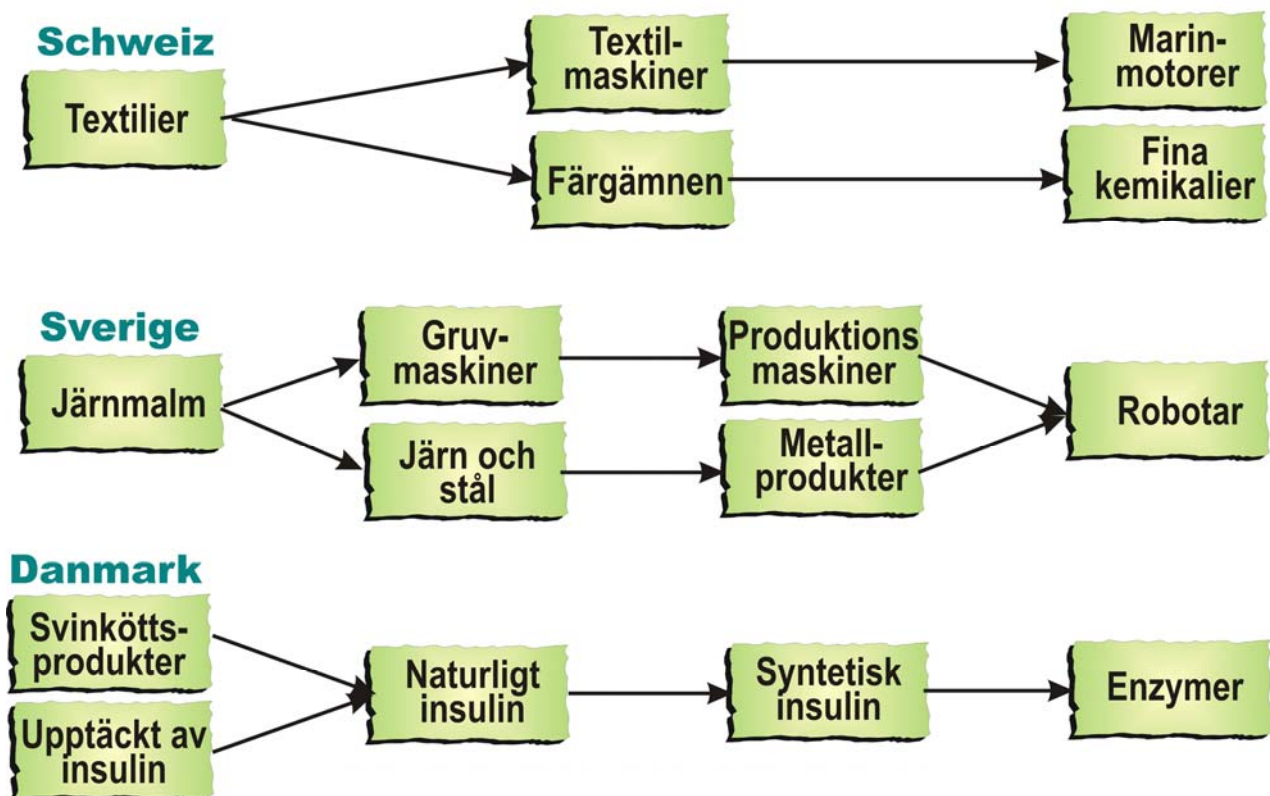 Schweiz
Textilier
Textil-
maskiner
Marin-
motorer
Färgämnen
Fina
kemikalier
Sverige
Järnmalm
Gruv-
maskiner
Produktions
maskiner
Järn och
stål
Metall-
produkter
Robotar
Danmark
Svinkötts-
produkter
Upptäckt av
insulin
Naturligt
insulin
Syntetisk
insulin
Enzymer